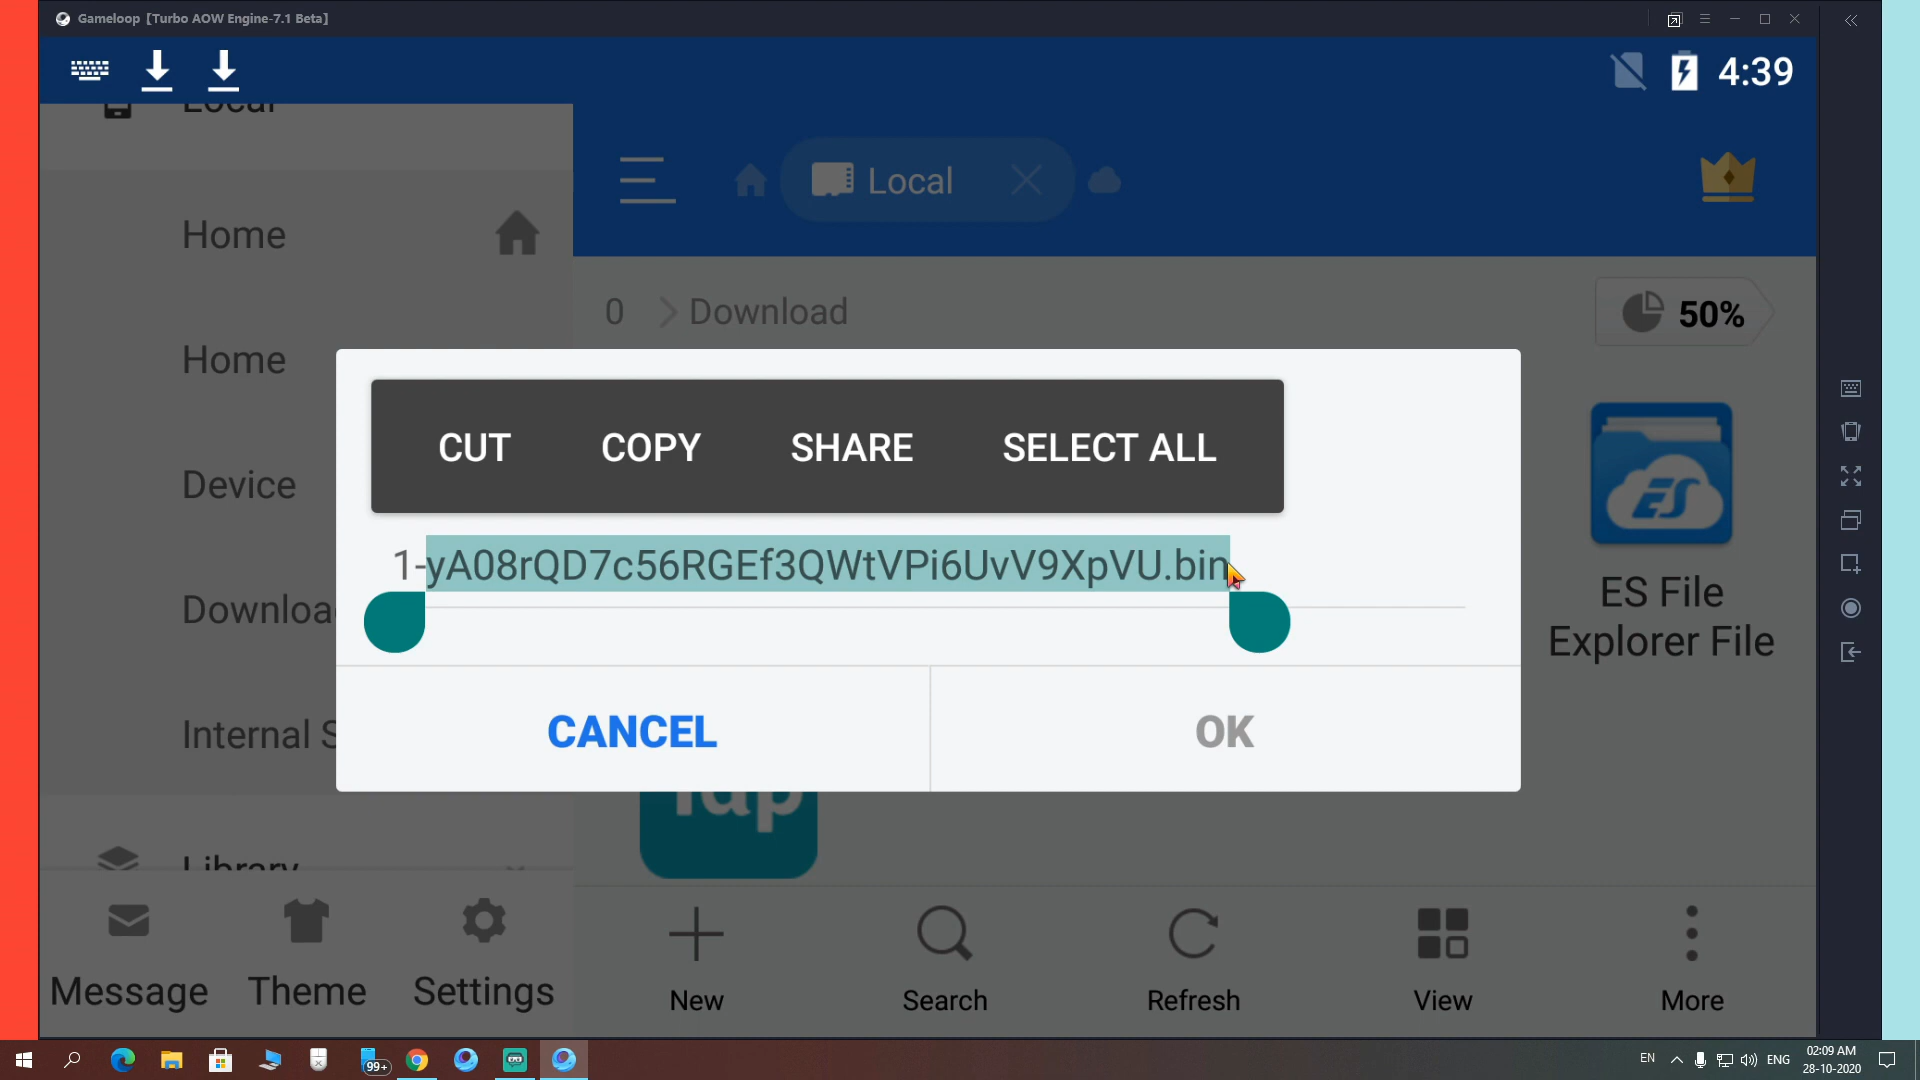 Gameloop [Turbo AOW Engine-7.1 Beta]
4:39
Local
Home
Home
Device
Downloa
Internal S
Library
Message
Theme
Settings
Local
0 > Download
50%
ES File
Explorer File
CUT COPY SHARE SELECT ALL
1-yA08rQD7c56RGEf3QWtVPi6UvV9XpVU.bin
CANCEL
OK
New
Search
Refresh
View
More
99+
EN
ENG
02:09 AM
28-10-2020